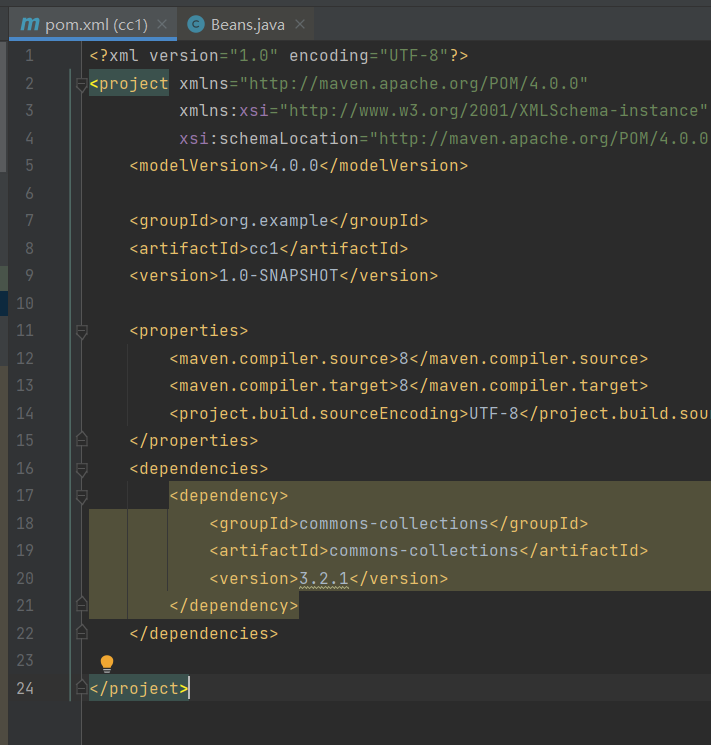 m pom.xml (cc1) × C Beans.java ×
1 <?xml version="1.0" encoding="UTF-8"?>
2 <project xmlns="http://maven.apache.org/POM/4.0.0"
3 xmlns:xsi="http://www.w3.org/2001/XMLSchema-instance"
4 xsi:schemaLocation="http://maven.apache.org/POM/4.0.0
5 <modelVersion>4.0.0</modelVersion>
6
7 <groupId>org.example</groupId>
8 <artifactId>cc1</artifactId>
9 <version>1.0-SNAPSHOT</version>
10
11 <properties>
12 <maven.compiler.source>8</maven.compiler.source>
13 <maven.compiler.target>8</maven.compiler.target>
14 <project.build.sourceEncoding>UTF-8</project.build.sou
15 </properties>
16 <dependencies>
17 <dependency>
18 <groupId>commons-collections</groupId>
19 <artifactId>commons-collections</artifactId>
20 <version>3.2.1</version>
21 </dependency>
22 </dependencies>
23
24 </project>